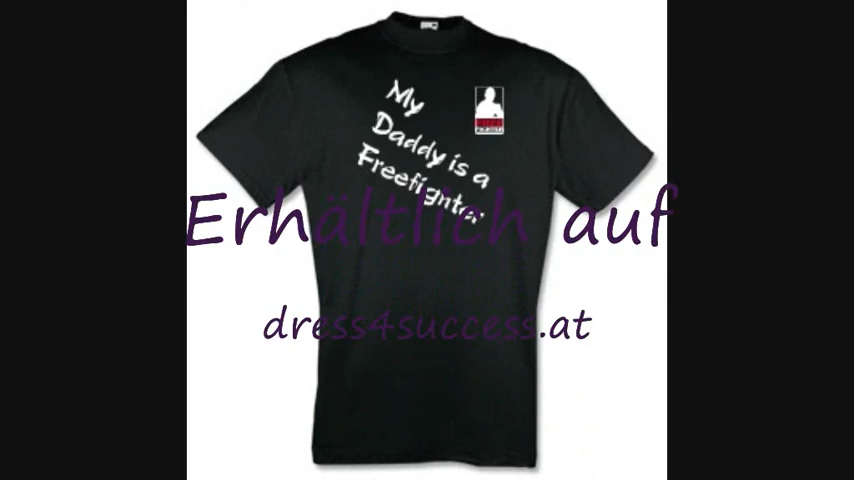 My
Daddy is a
Freefighter
Erhältlich auf
dress4success.at